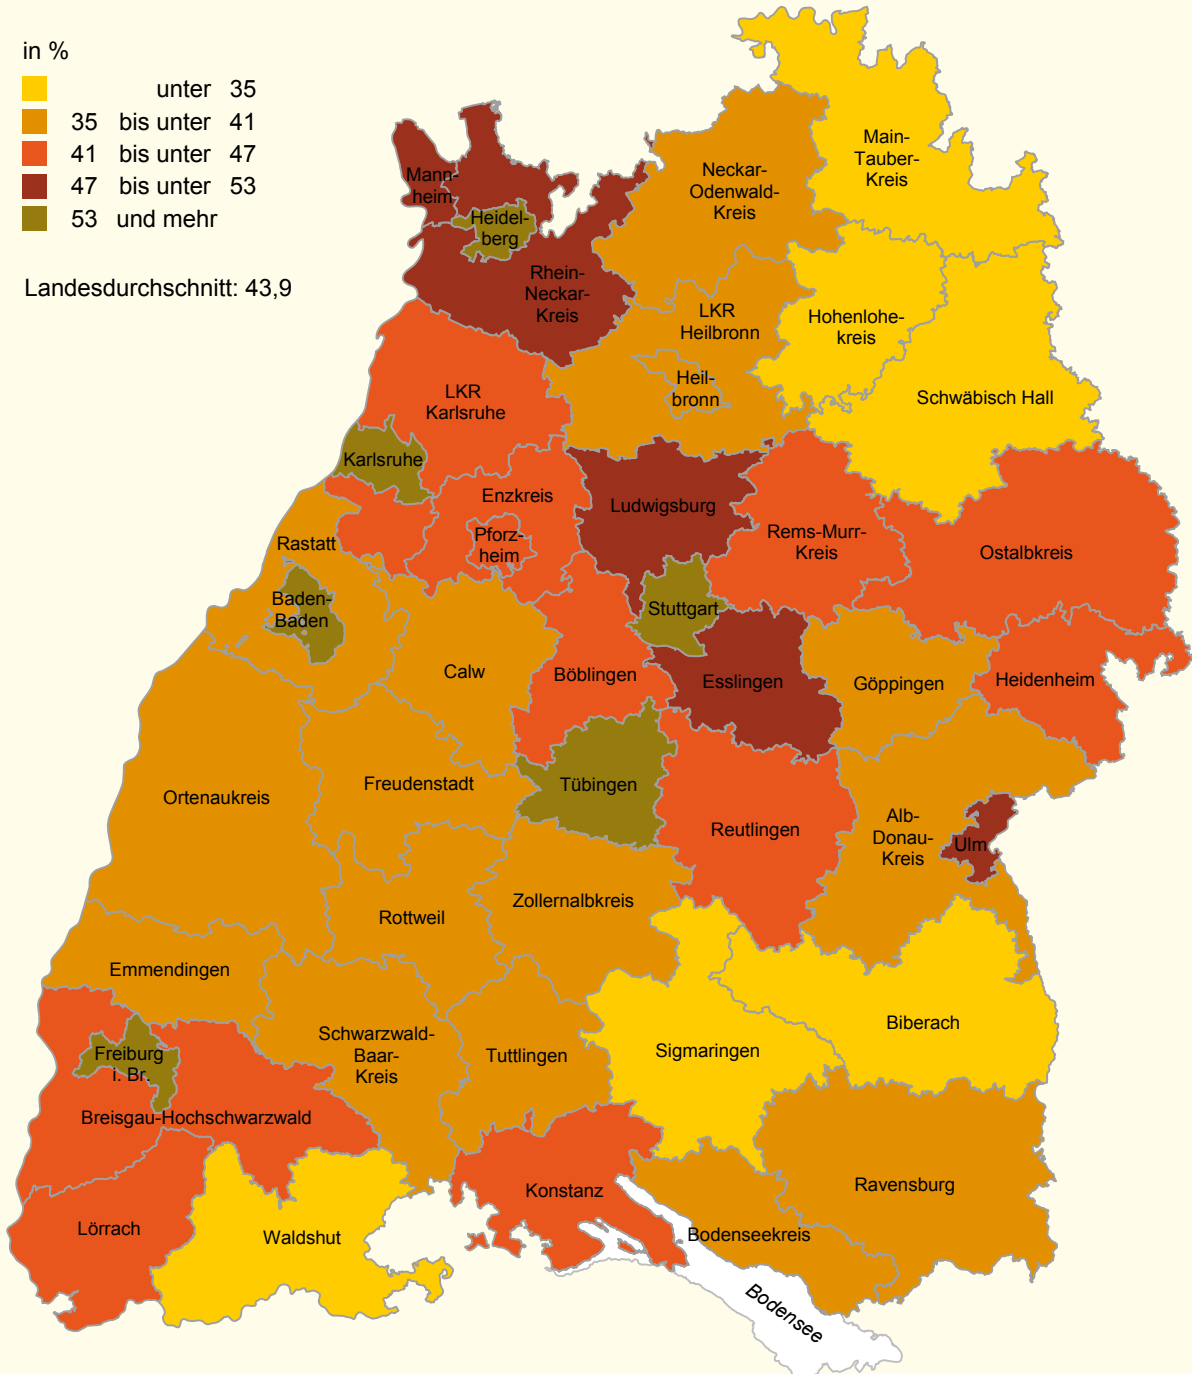 in %
unter 35
35 bis unter 41
41 bis unter 47
47 bis unter 53
53 und mehr
Landesdurchschnitt: 43,9
Main-
Tauber-
Kreis
Neckar-
Odenwald-
Kreis
Mann-
heim
Heidel-
berg
Rhein-
Neckar-
Kreis
LKR
Heilbronn
Hohenlohe-
kreis
Heil-
bronn
LKR
Karlsruhe
Schwäbisch Hall
Karlsruhe
Enzkreis
Ludwigsburg
Pforz-
heim
Rems-Murr-
Kreis
Ostalbkreis
Rastatt
Baden-
Baden
Stuttgart
Calw
Böblingen
Esslingen
Göppingen
Heidenheim
Freudenstadt
Tübingen
Ortenaukreis
Reutlingen
Alb-
Donau-
Kreis
Ulm
Zollernalbkreis
Rottweil
Emmendingen
Schwarzwald-
Baar-
Kreis
Tuttlingen
Sigmaringen
Biberach
Freiburg
i. Br.
Breisgau-Hochschwarzwald
Konstanz
Ravensburg
Lörrach
Waldshut
Bodenseekreis
Bodensee